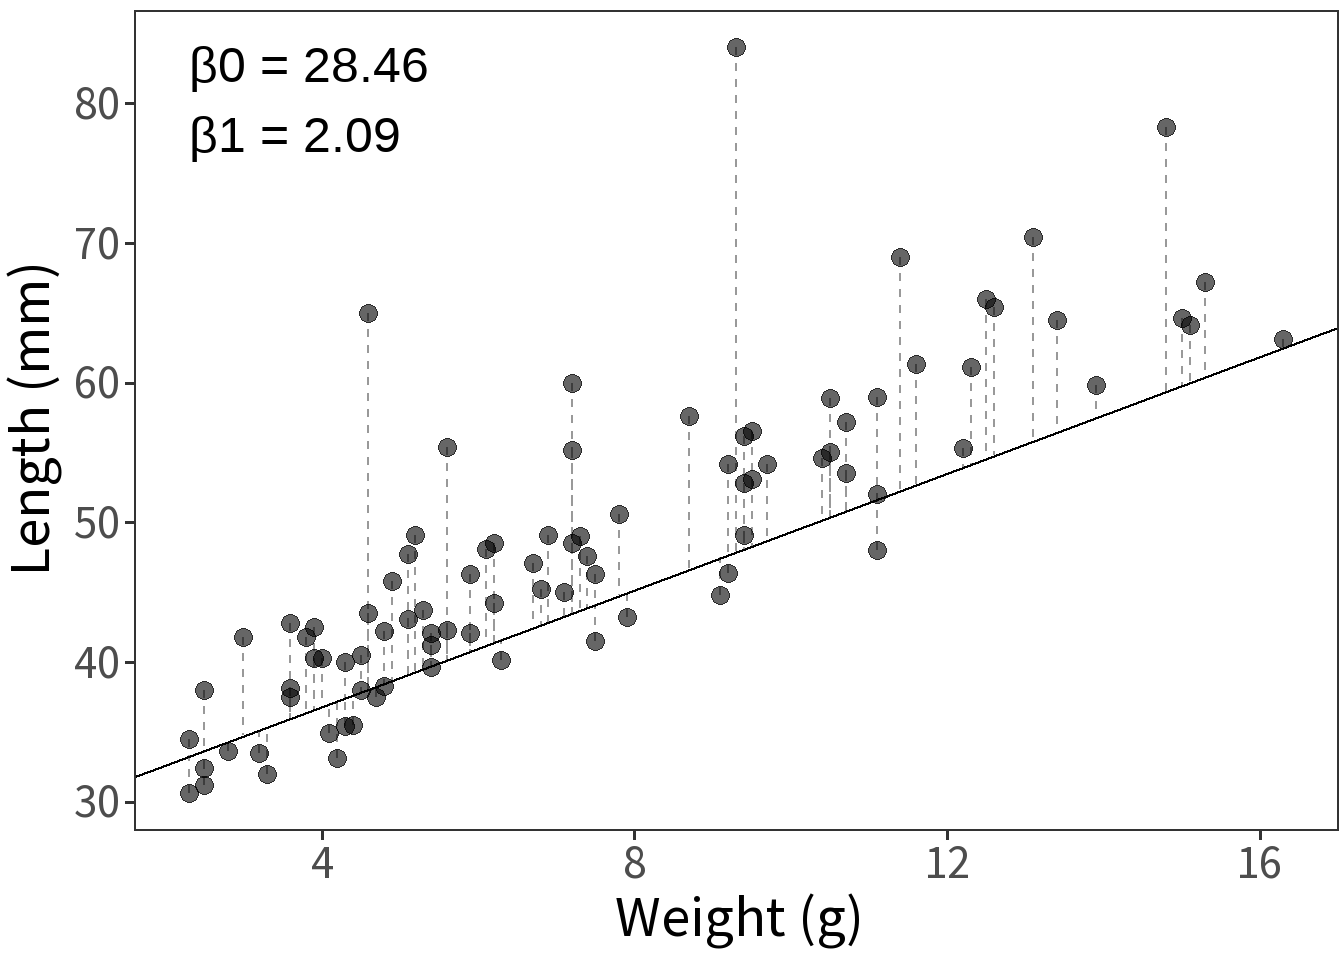 β0 = 28.46
β1 = 2.09
80
70
60
50
40
30
Length (mm)
4 8 12 16
Weight (g)